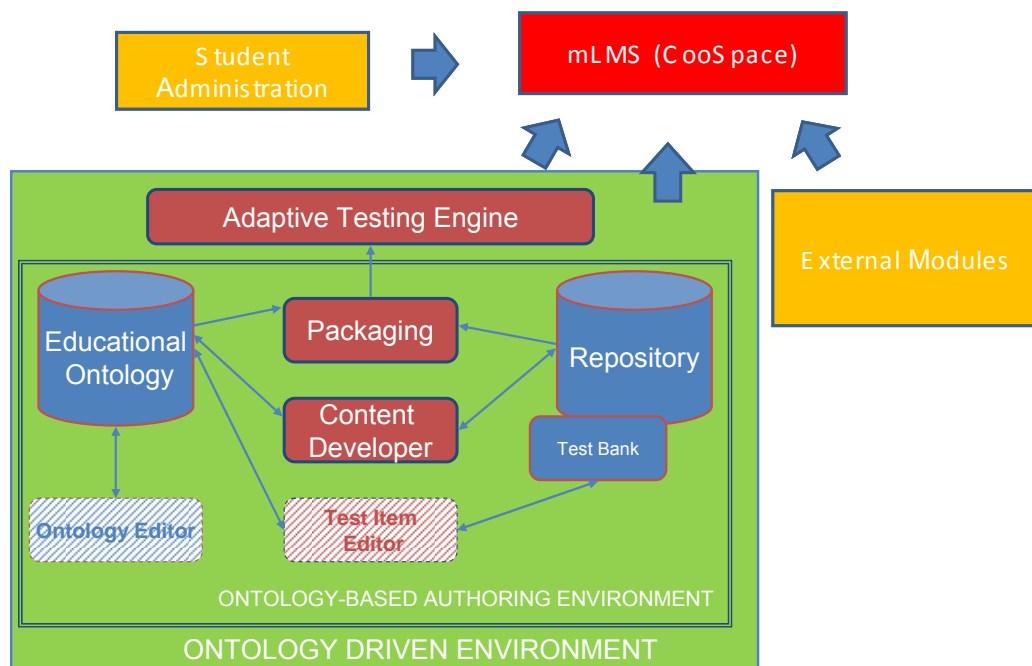 Student
Administration
mLMS (CooSpace)
Adaptive Testing Engine
External Modules
Educational
Ontology
Packaging
Repository
Content
Developer
Test Bank
Ontology Editor
Test Item
Editor
ONTOLOGY-BASED AUTHORING ENVIRONMENT
ONTOLOGY DRIVEN ENVIRONMENT